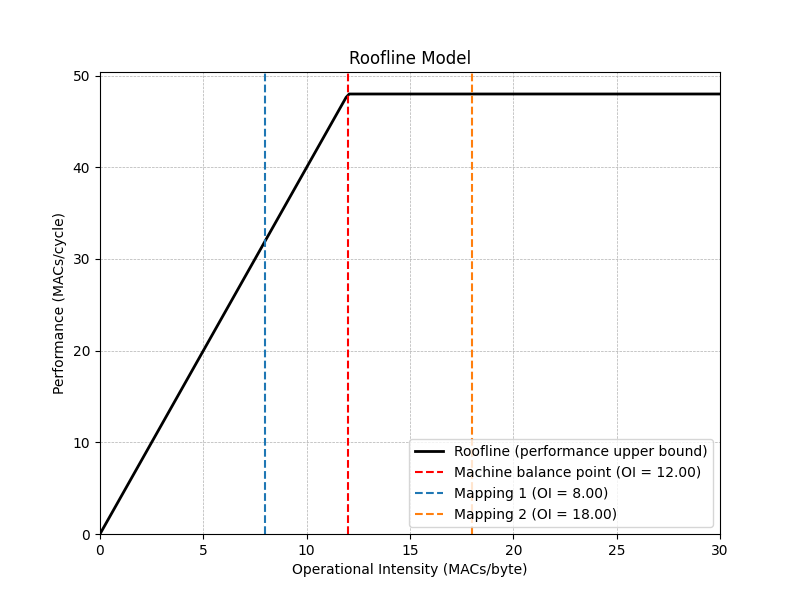 Roofline Model
50
40
30
20
10
0
Performance (MACs/cycle)
0 5 10 15 20 25 30
Operational Intensity (MACs/byte)
Roofline (performance upper bound)
Machine balance point (OI = 12.00)
Mapping 1 (OI = 8.00)
Mapping 2 (OI = 18.00)